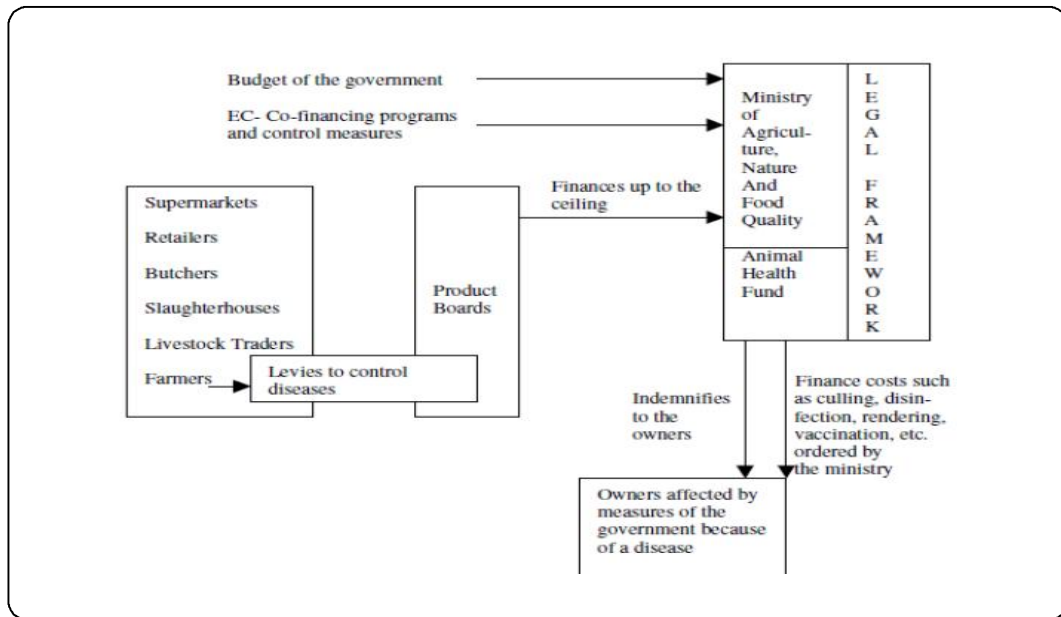 Budget of the government
EC- Co-financing programs
and control measures
Supermarkets
Retailers
Butchers
Slaughterhouses
Livestock Traders
Farmers
Levies to control
diseases
Product
Boards
Finances up to the
ceiling
Ministry
of
Agricul-
ture,
Nature
And
Food
Quality
Animal
Health
Fund
L
E
G
A
L
F
R
A
M
E
W
O
R
K
Indemnifies
to the
owners
Finance costs such
as culling, disin-
fection, rendering,
vaccination, etc.
ordered by
the ministry
Owners affected by
measures of the
government because
of a disease